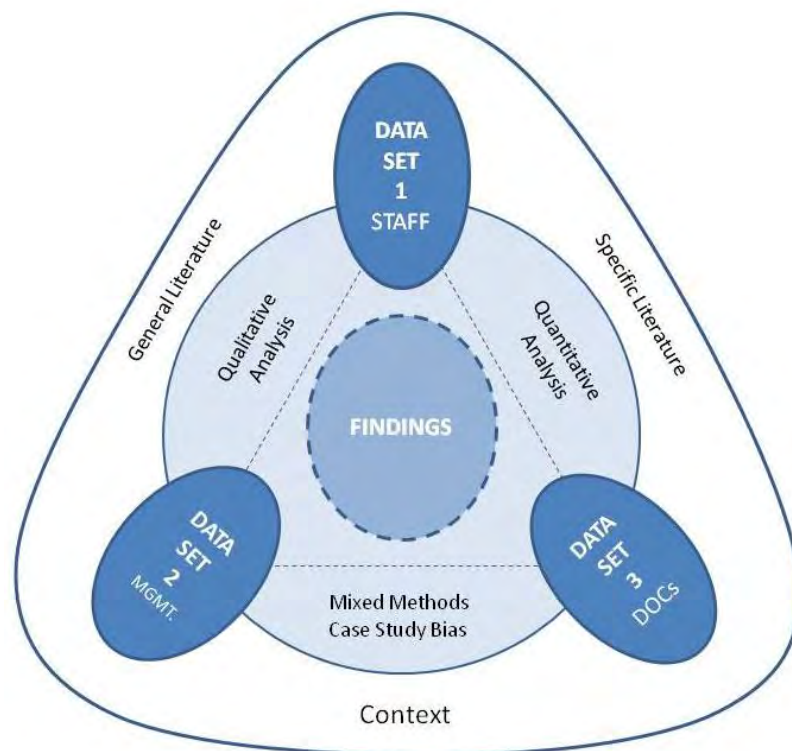 DATA
SET
1
STAFF
General Literature
Specific Literature
Qualitative
Analysis
Quantitative
Analysis
FINDINGS
DATA
SET
2
MGMT.
DATA
SET
3
DOCs
Mixed Methods
Case Study Bias
Context